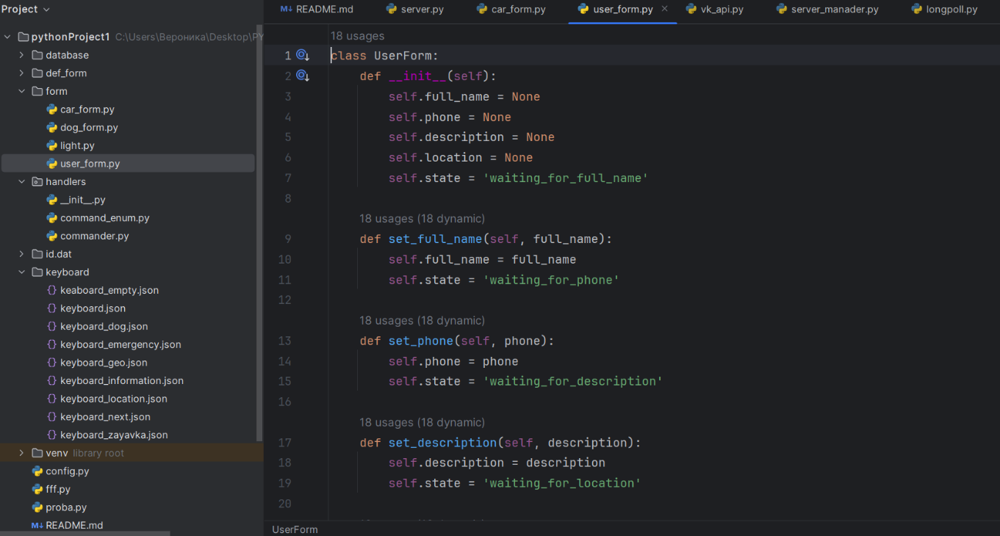 Project
README.md
server.py
car_form.py
user_form.py
vk_api.py
server_manader.py
longpoll.py
pythonProject1 C:\Users\Вероника\Desktop\PY
database
def_form
form
car_form.py
dog_form.py
light.py
user_form.py
handlers
__init__.py
command_enum.py
commander.py
id.dat
keyboard
keaboard_empty.json
keyboard.json
keyboard_dog.json
keyboard_emergency.json
keyboard_geo.json
keyboard_information.json
keyboard_location.json
keyboard_next.json
keyboard_zayavka.json
venv library root
config.py
fff.py
proba.py
README.md
18 usages
1 class UserForm:
2 def __init__(self):
3 self.full_name = None
4 self.phone = None
5 self.description = None
6 self.location = None
7 self.state = 'waiting_for_full_name'
8
18 usages (18 dynamic)
9 def set_full_name(self, full_name):
10 self.full_name = full_name
11 self.state = 'waiting_for_phone'
12
18 usages (18 dynamic)
13 def set_phone(self, phone):
14 self.phone = phone
15 self.state = 'waiting_for_description'
16
18 usages (18 dynamic)
17 def set_description(self, description):
18 self.description = description
19 self.state = 'waiting_for_location'
20
UserForm